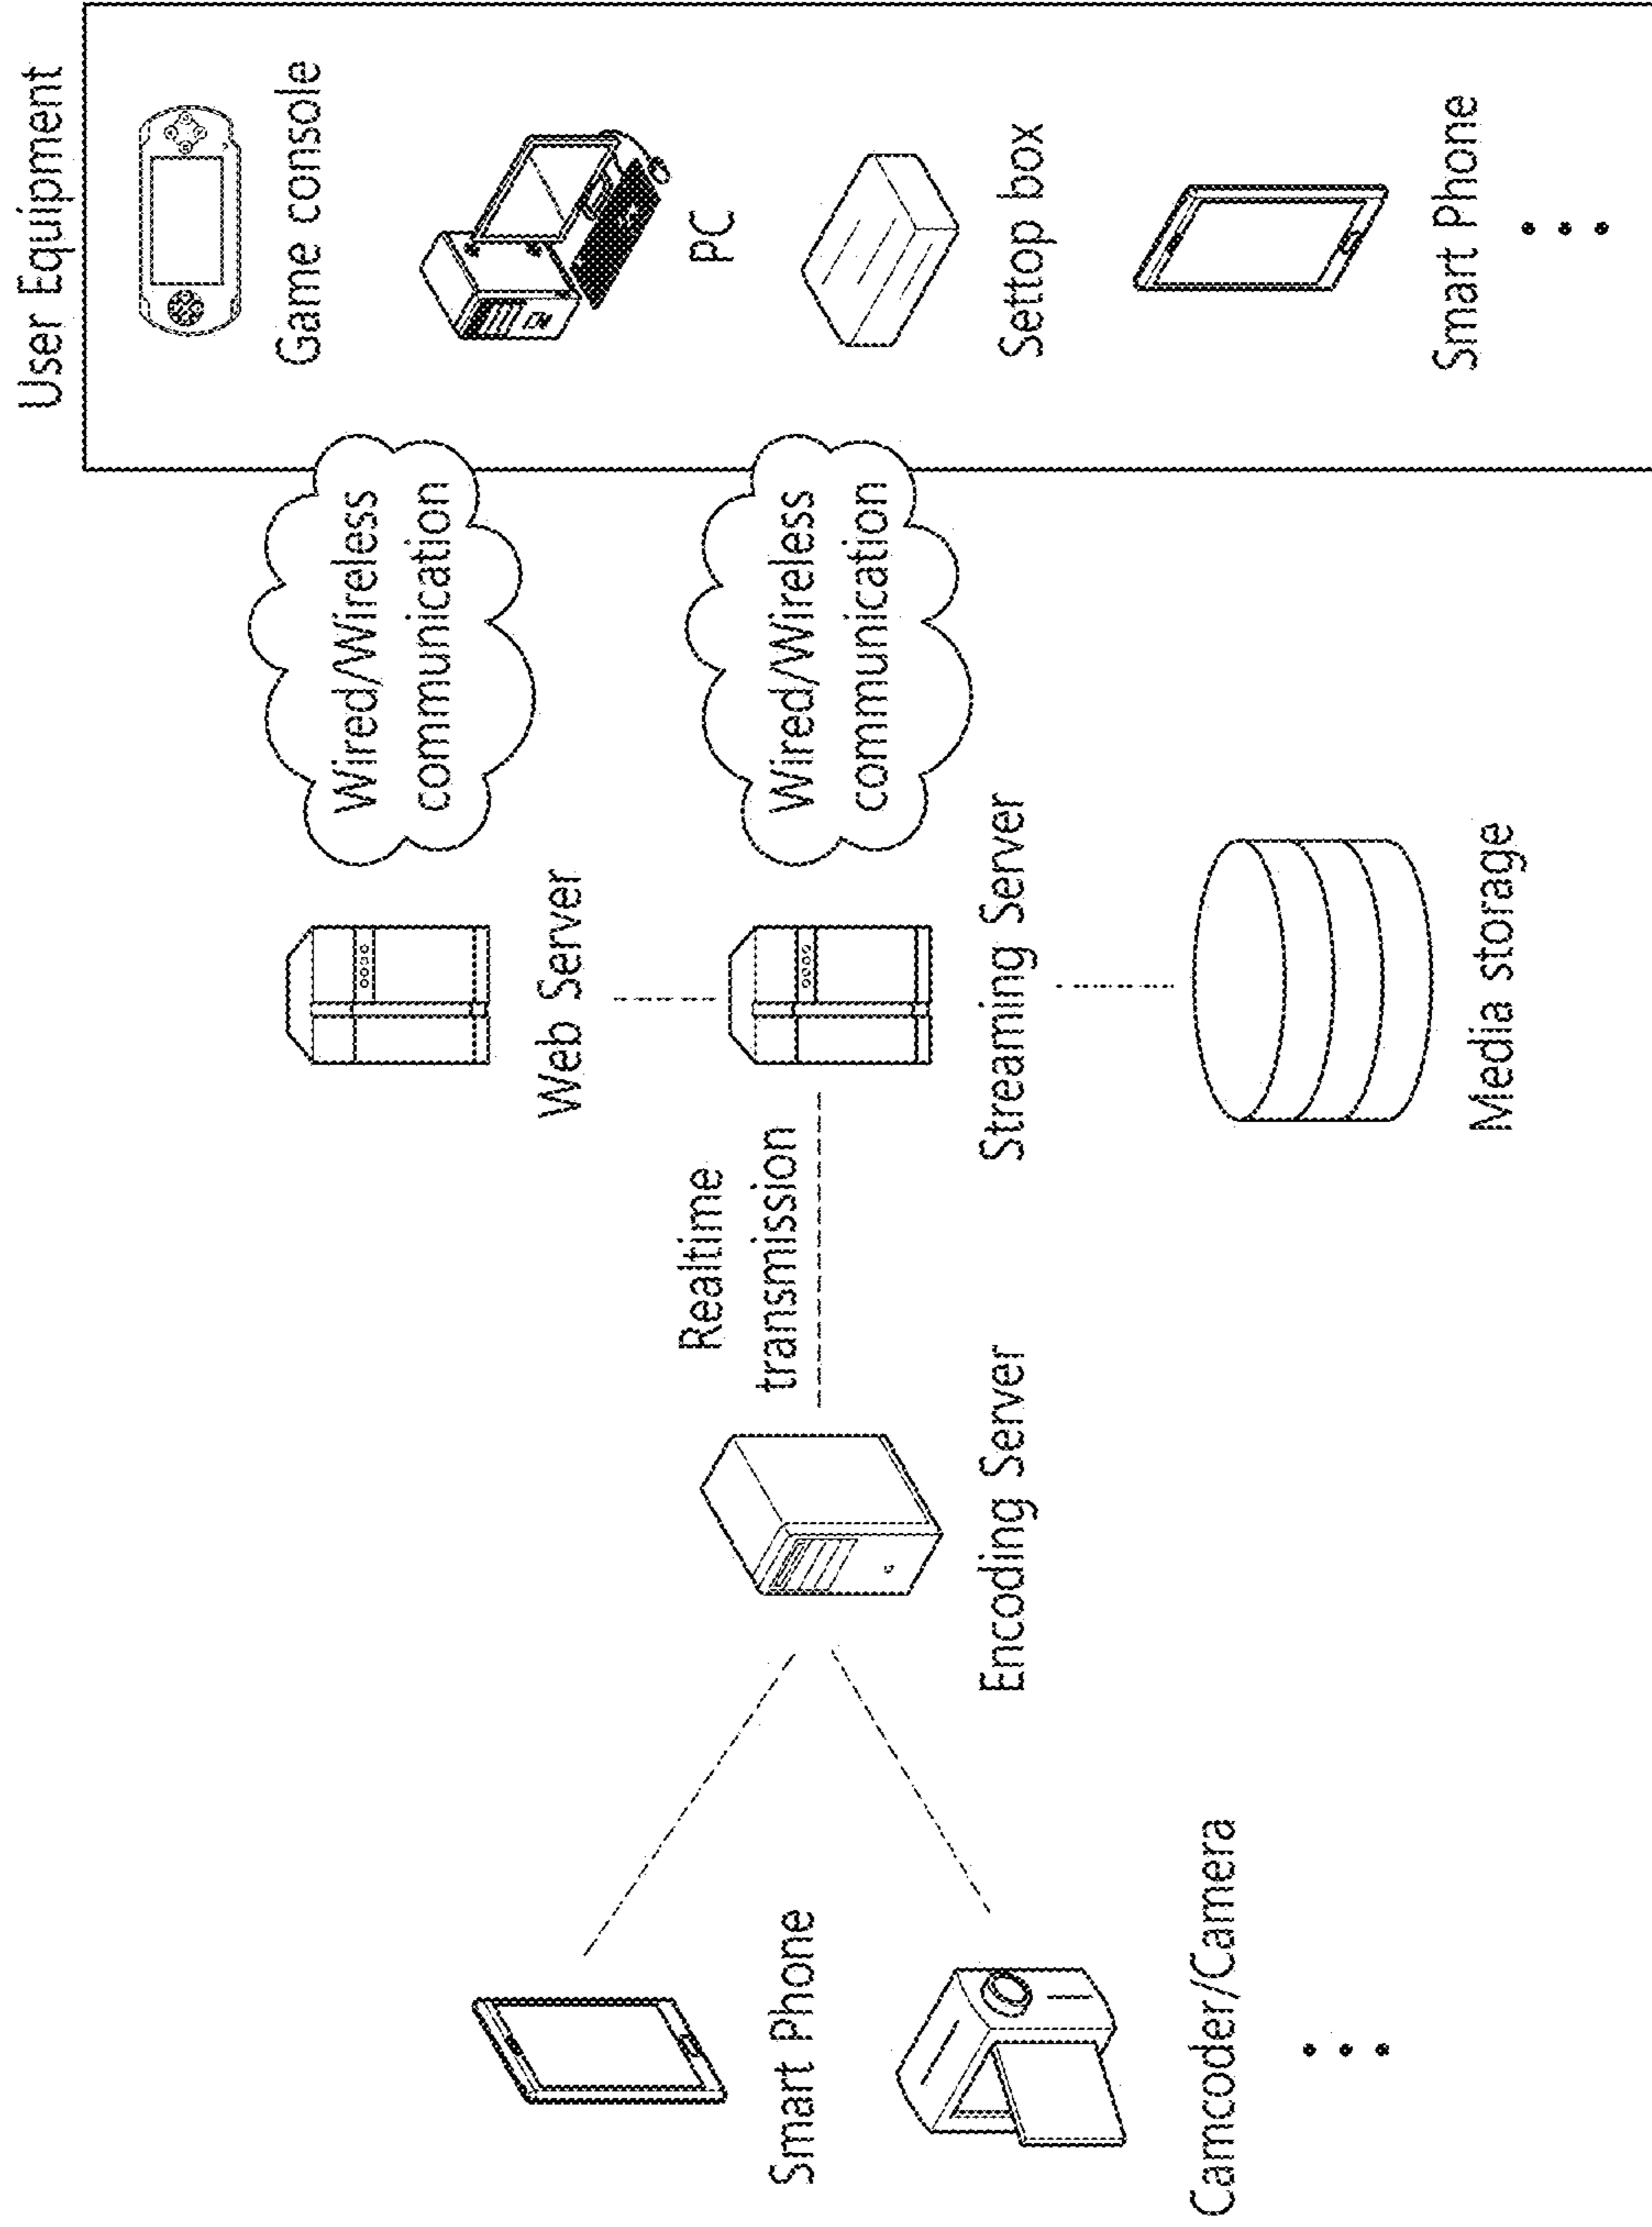 User Equipment
Game console
PC
Settop box
Smart Phone
Wired/Wireless
communication
Wired/Wireless
communication
Web Server
Streaming Server
Media storage
Realtime
transmission
Encoding Server
Smart Phone
Camcoder/Camera